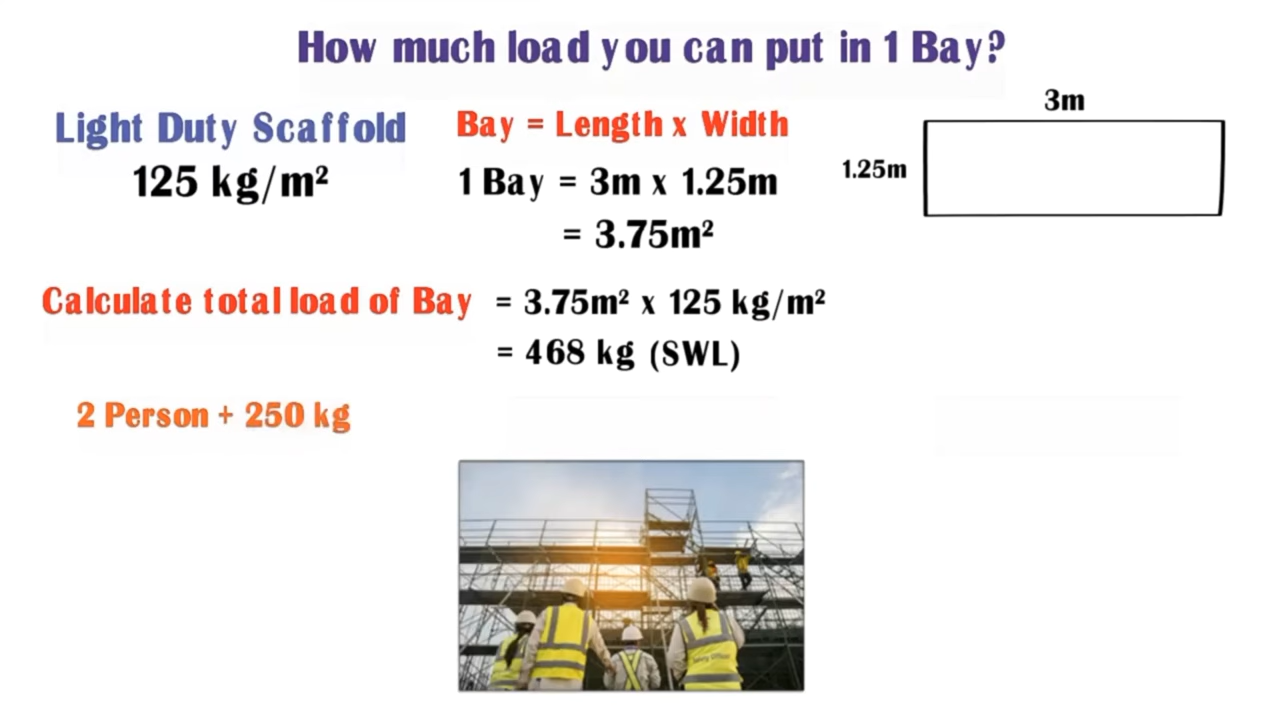 How much load you can put in 1 Bay?
Light Duty Scaffold
125 kg/m²
Bay = Length x Width
1 Bay = 3m x 1.25m
= 3.75m²
3m
1.25m
Calculate total load of Bay = 3.75m² x 125 kg/m²
= 468 kg (SWL)
2 Person + 250 kg
Safety Officer